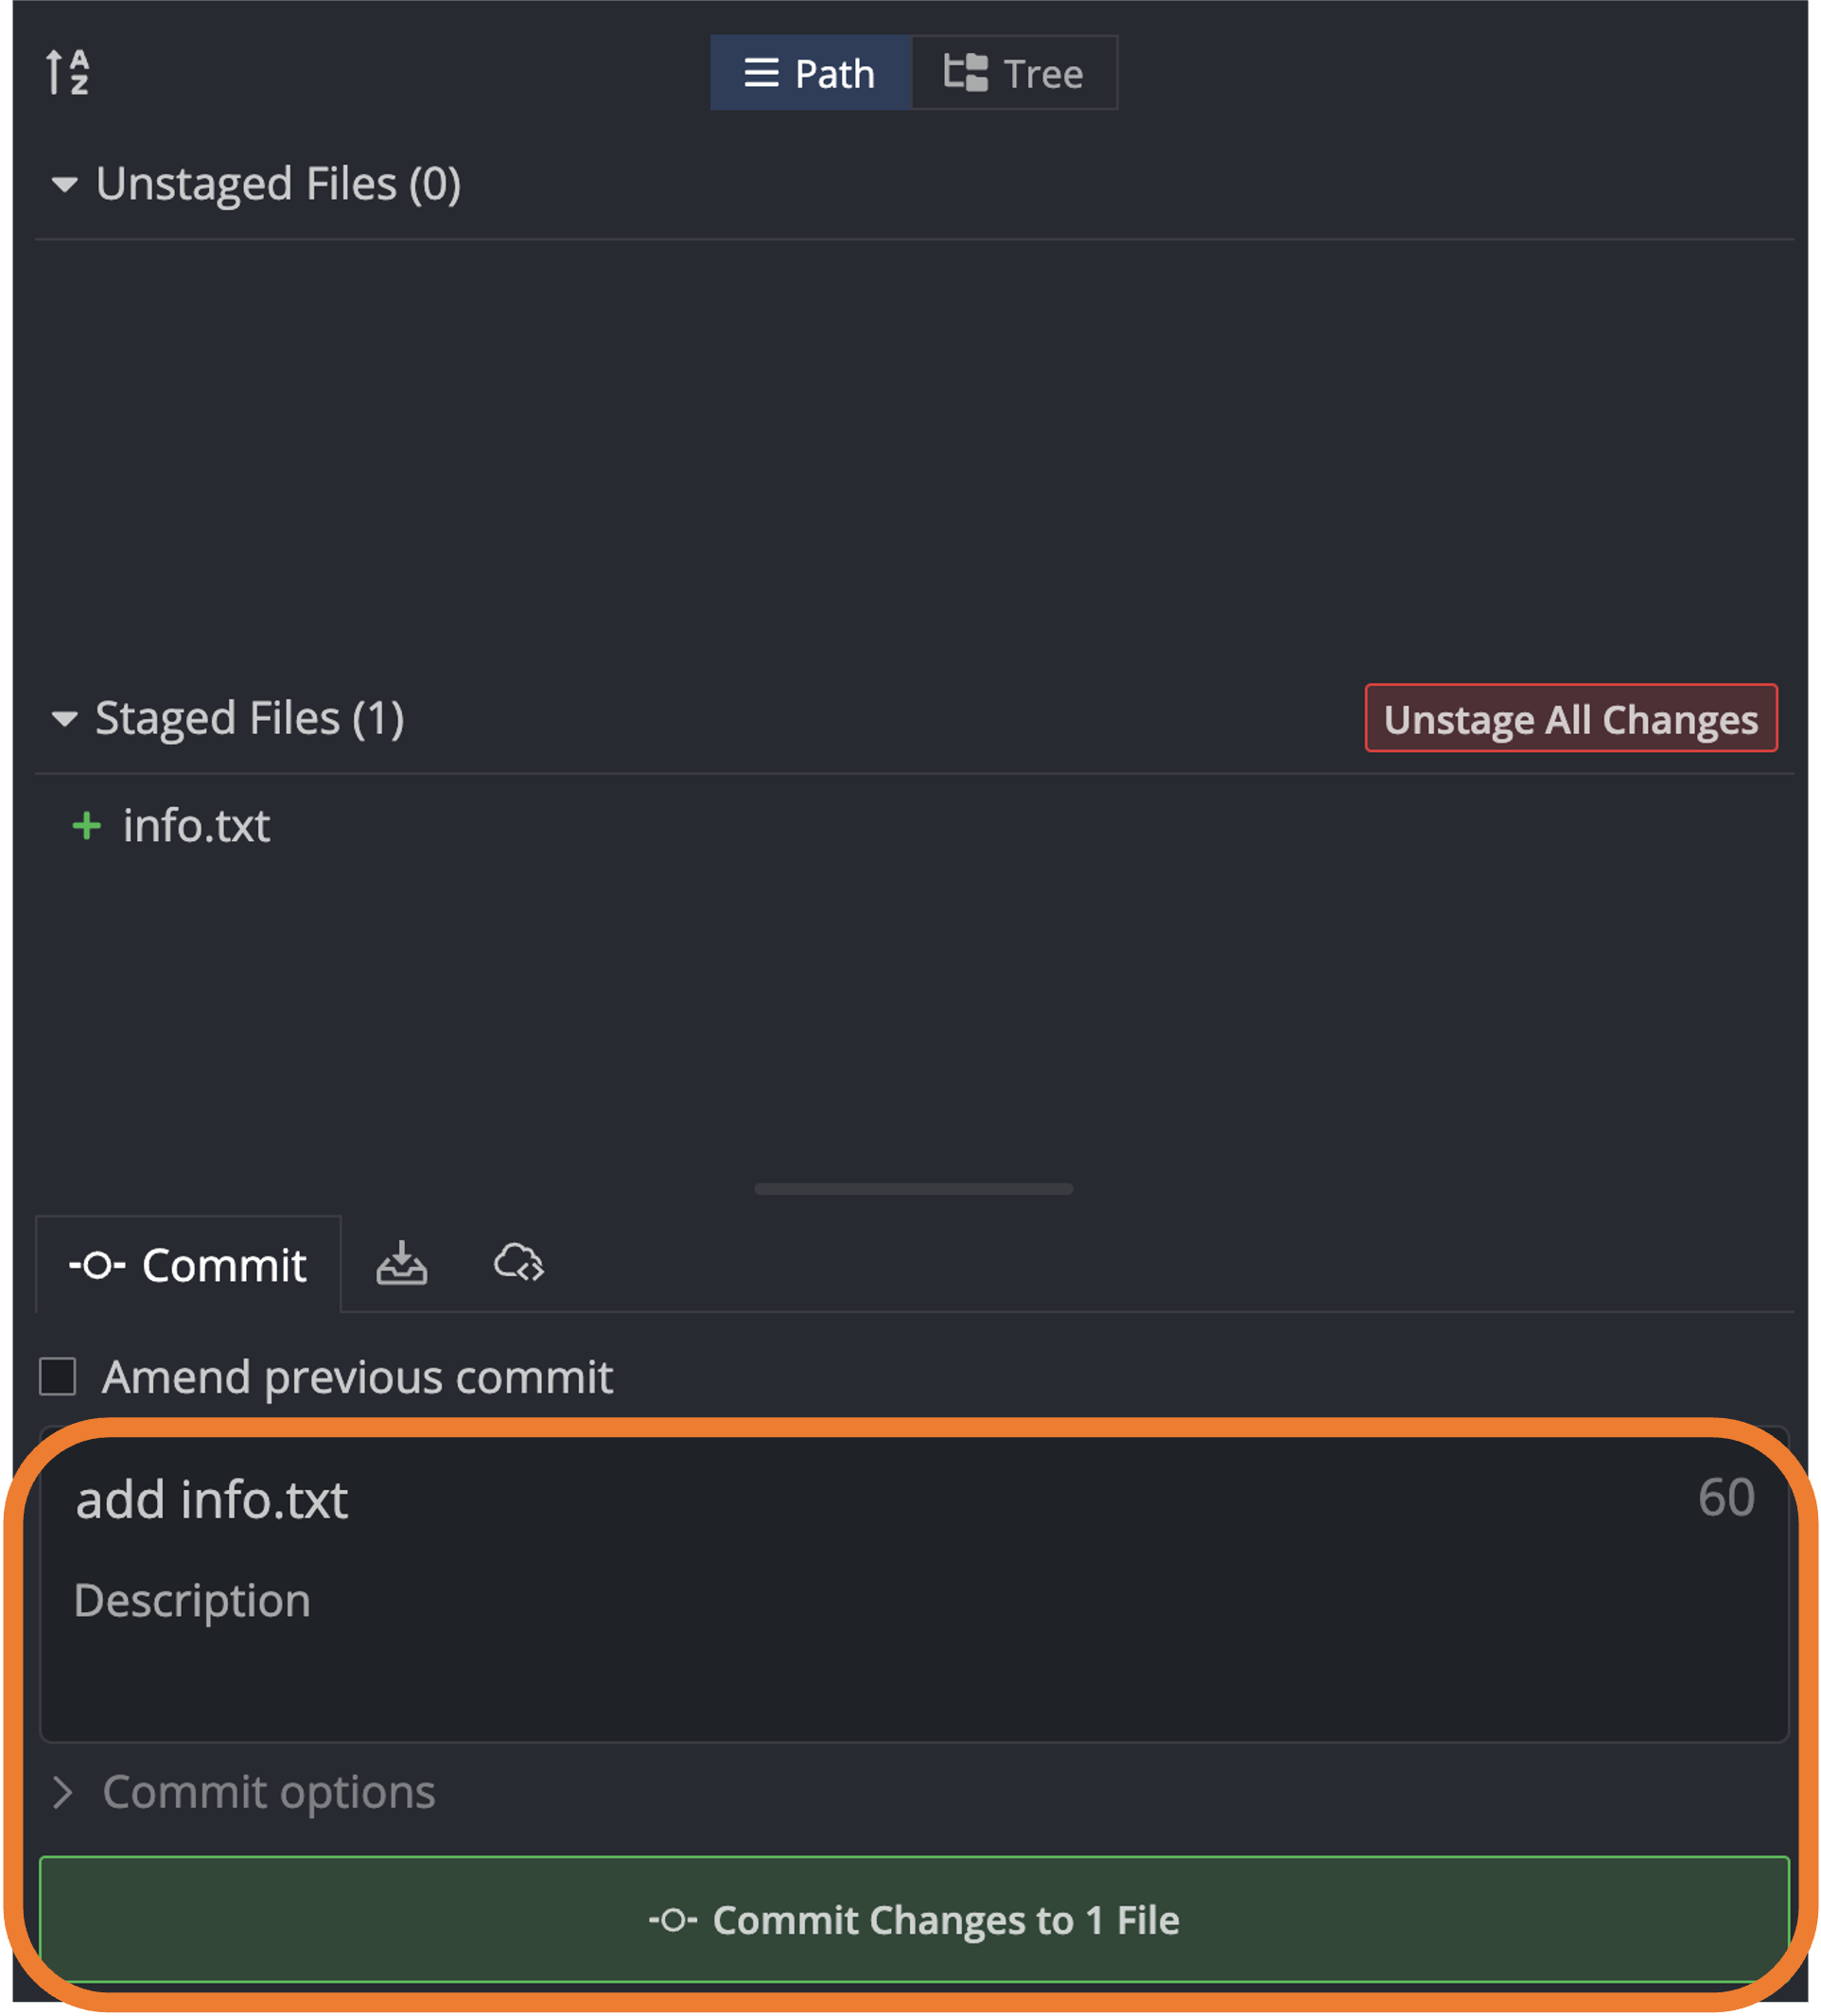 Path Tree
Unstaged Files (0)
Staged Files (1) Unstage All Changes
info.txt
Commit
Amend previous commit
add info.txt 60
Description
Commit options
Commit Changes to 1 File